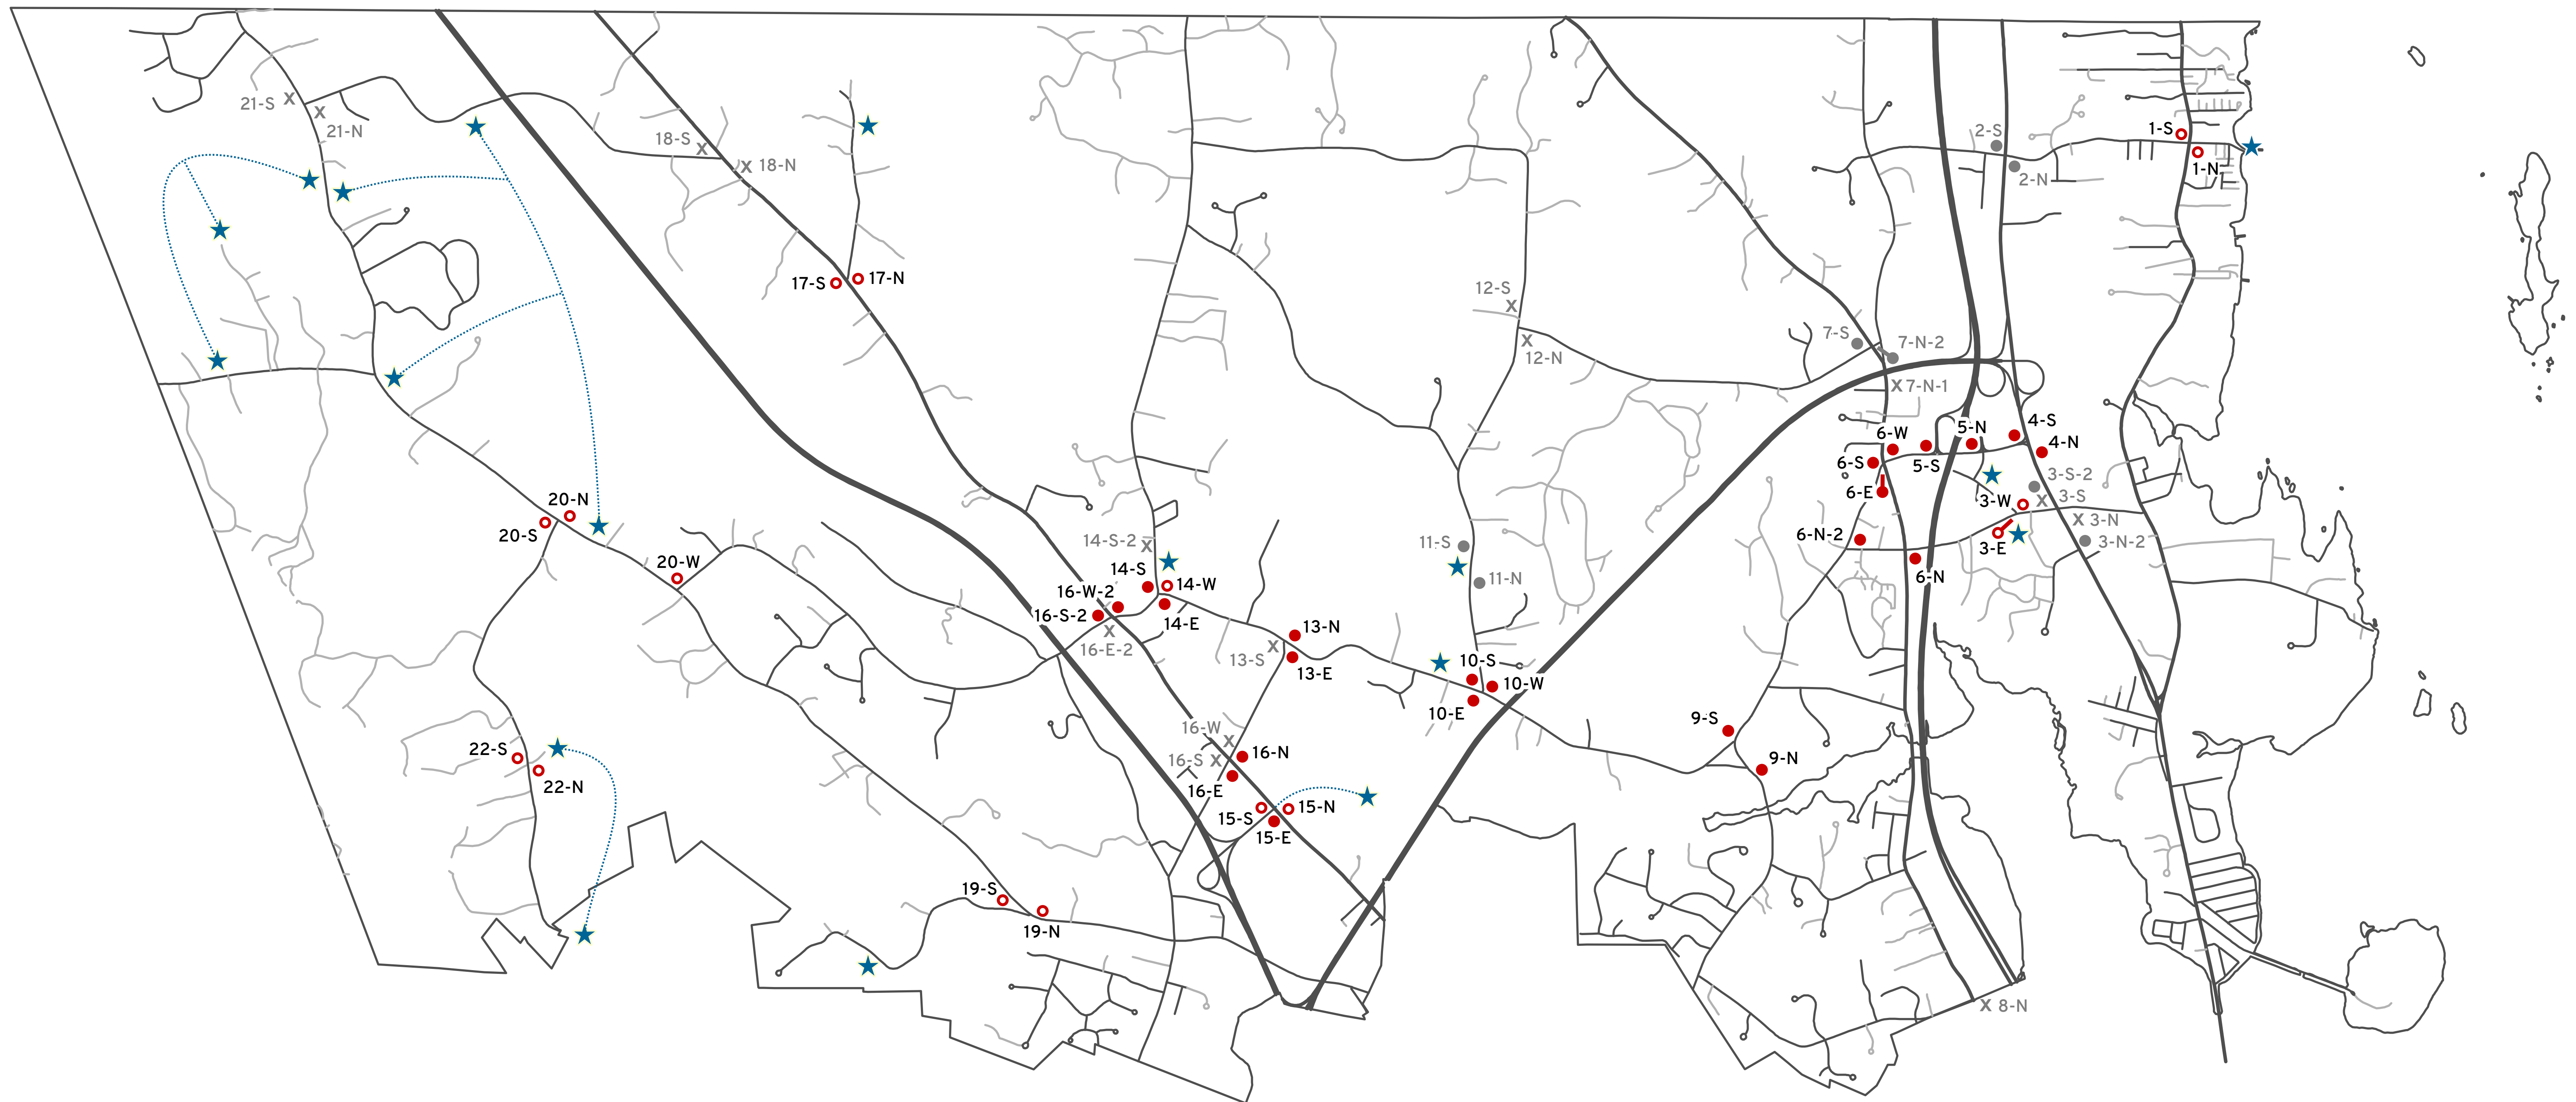 21-S
21-N
18-S
18-N
2-S
1-S
2-N
1-N
17-S
17-N
12-S
12-N
7-S
7-N-2
7-N-1
6-W
5-N
4-S
4-N
5-S
6-S
6-E
3-S-2
3-S
3-W
3-N
3-N-2
3-E
6-N-2
6-N
20-N
20-S
20-W
14-S-2
14-S
14-W
16-W-2
16-S-2
14-E
16-E-2
11-S
11-N
13-N
13-S
13-E
10-S
10-W
10-E
9-S
9-N
22-S
22-N
16-W
16-N
16-S
16-E
15-S
15-N
15-E
19-S
19-N
8-N